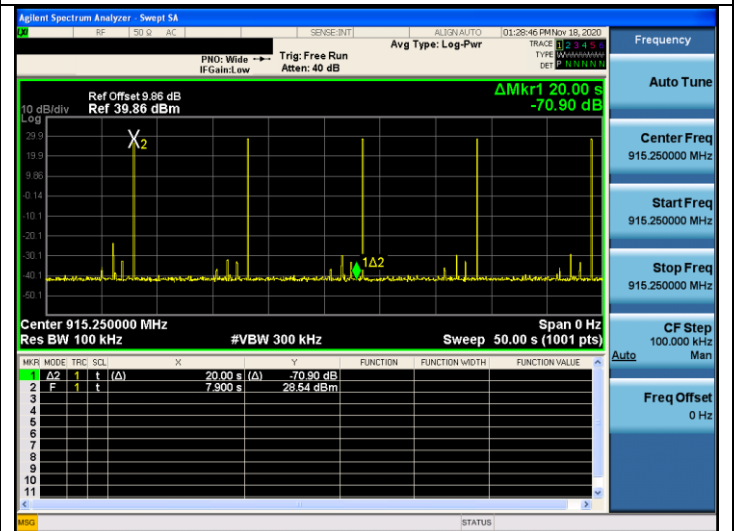 Agilent Spectrum Analyzer - Swept SA
RF 50 Ω AC SENSE:INT ALIGN AUTO 01:28:46 PM Nov 18, 2020
Avg Type: Log-Pwr TRACE 1 2 3 4 5 6
PNO: Wide Trig: Free Run TYPE WWWWWW
IFGain:Low Atten: 40 dB DET P N N N N N
ΔMkr1 20.00 s
Ref Offset 9.86 dB
10 dB/div Ref 39.86 dBm -70.90 dB
Log
29.9
19.9
9.86
-0.14
-10.1
-20.1
-30.1
-40.1
-50.1
X2
1Δ2
Center 915.250000 MHz Span 0 Hz
Res BW 100 kHz #VBW 300 kHz Sweep 50.00 s (1001 pts)
MKR MODE TRC SCL X Y FUNCTION FUNCTION WIDTH FUNCTION VALUE
1 Δ2 1 t (Δ) 20.00 s (Δ) -70.90 dB
2 F 1 t 7.900 s 28.54 dBm
3
4
5
6
7
8
9
10
11
MSG STATUS
Frequency
Auto Tune
Center Freq
915.250000 MHz
Start Freq
915.250000 MHz
Stop Freq
915.250000 MHz
CF Step
100.000 kHz
Auto Man
Freq Offset
0 Hz